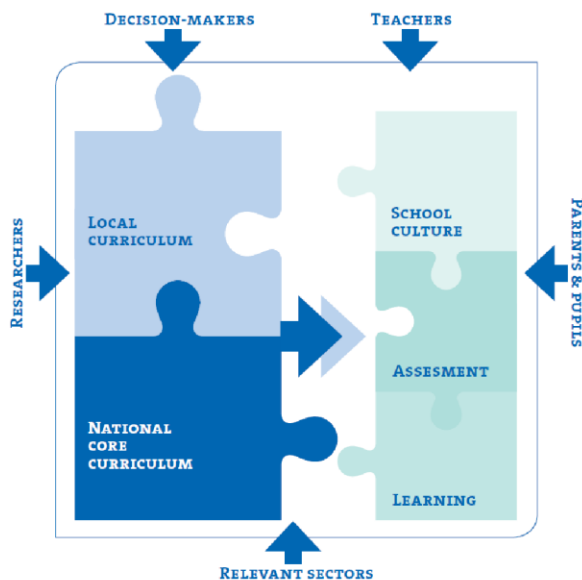 DECISION-MAKERS
TEACHERS
RESEARCHERS
LOCAL
CURRICULUM
SCHOOL
CULTURE
PARENTS & PUPILS
ASSESMENT
NATIONAL
CORE
CURRICULUM
LEARNING
RELEVANT SECTORS